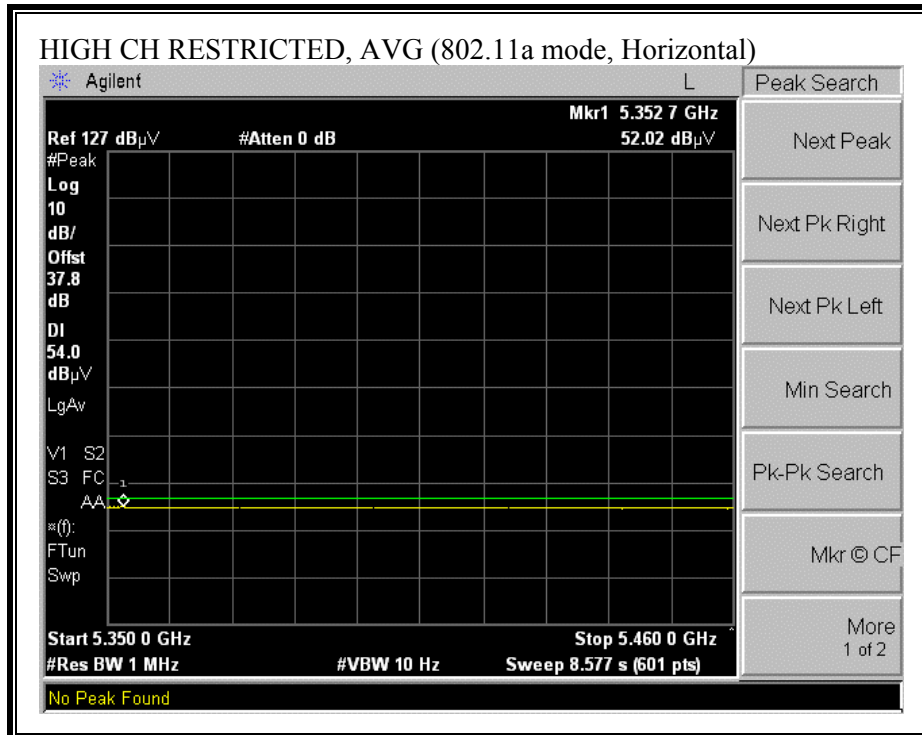 HIGH CH RESTRICTED, AVG (802.11a mode, Horizontal)
Agilent L Peak Search
Mkr1 5.352 7 GHz
Ref 127 dBµV #Atten 0 dB 52.02 dBµV
#Peak
Log
10
dB/
Offst
37.8
dB
DI
54.0
dBµV
LgAv
V1 S2
S3 FC
AA
1
¤(f):
FTun
Swp
Start 5.350 0 GHz Stop 5.460 0 GHz
#Res BW 1 MHz #VBW 10 Hz Sweep 8.577 s (601 pts)
Next Peak
Next Pk Right
Next Pk Left
Min Search
Pk-Pk Search
Mkr © CF
More
1 of 2
No Peak Found